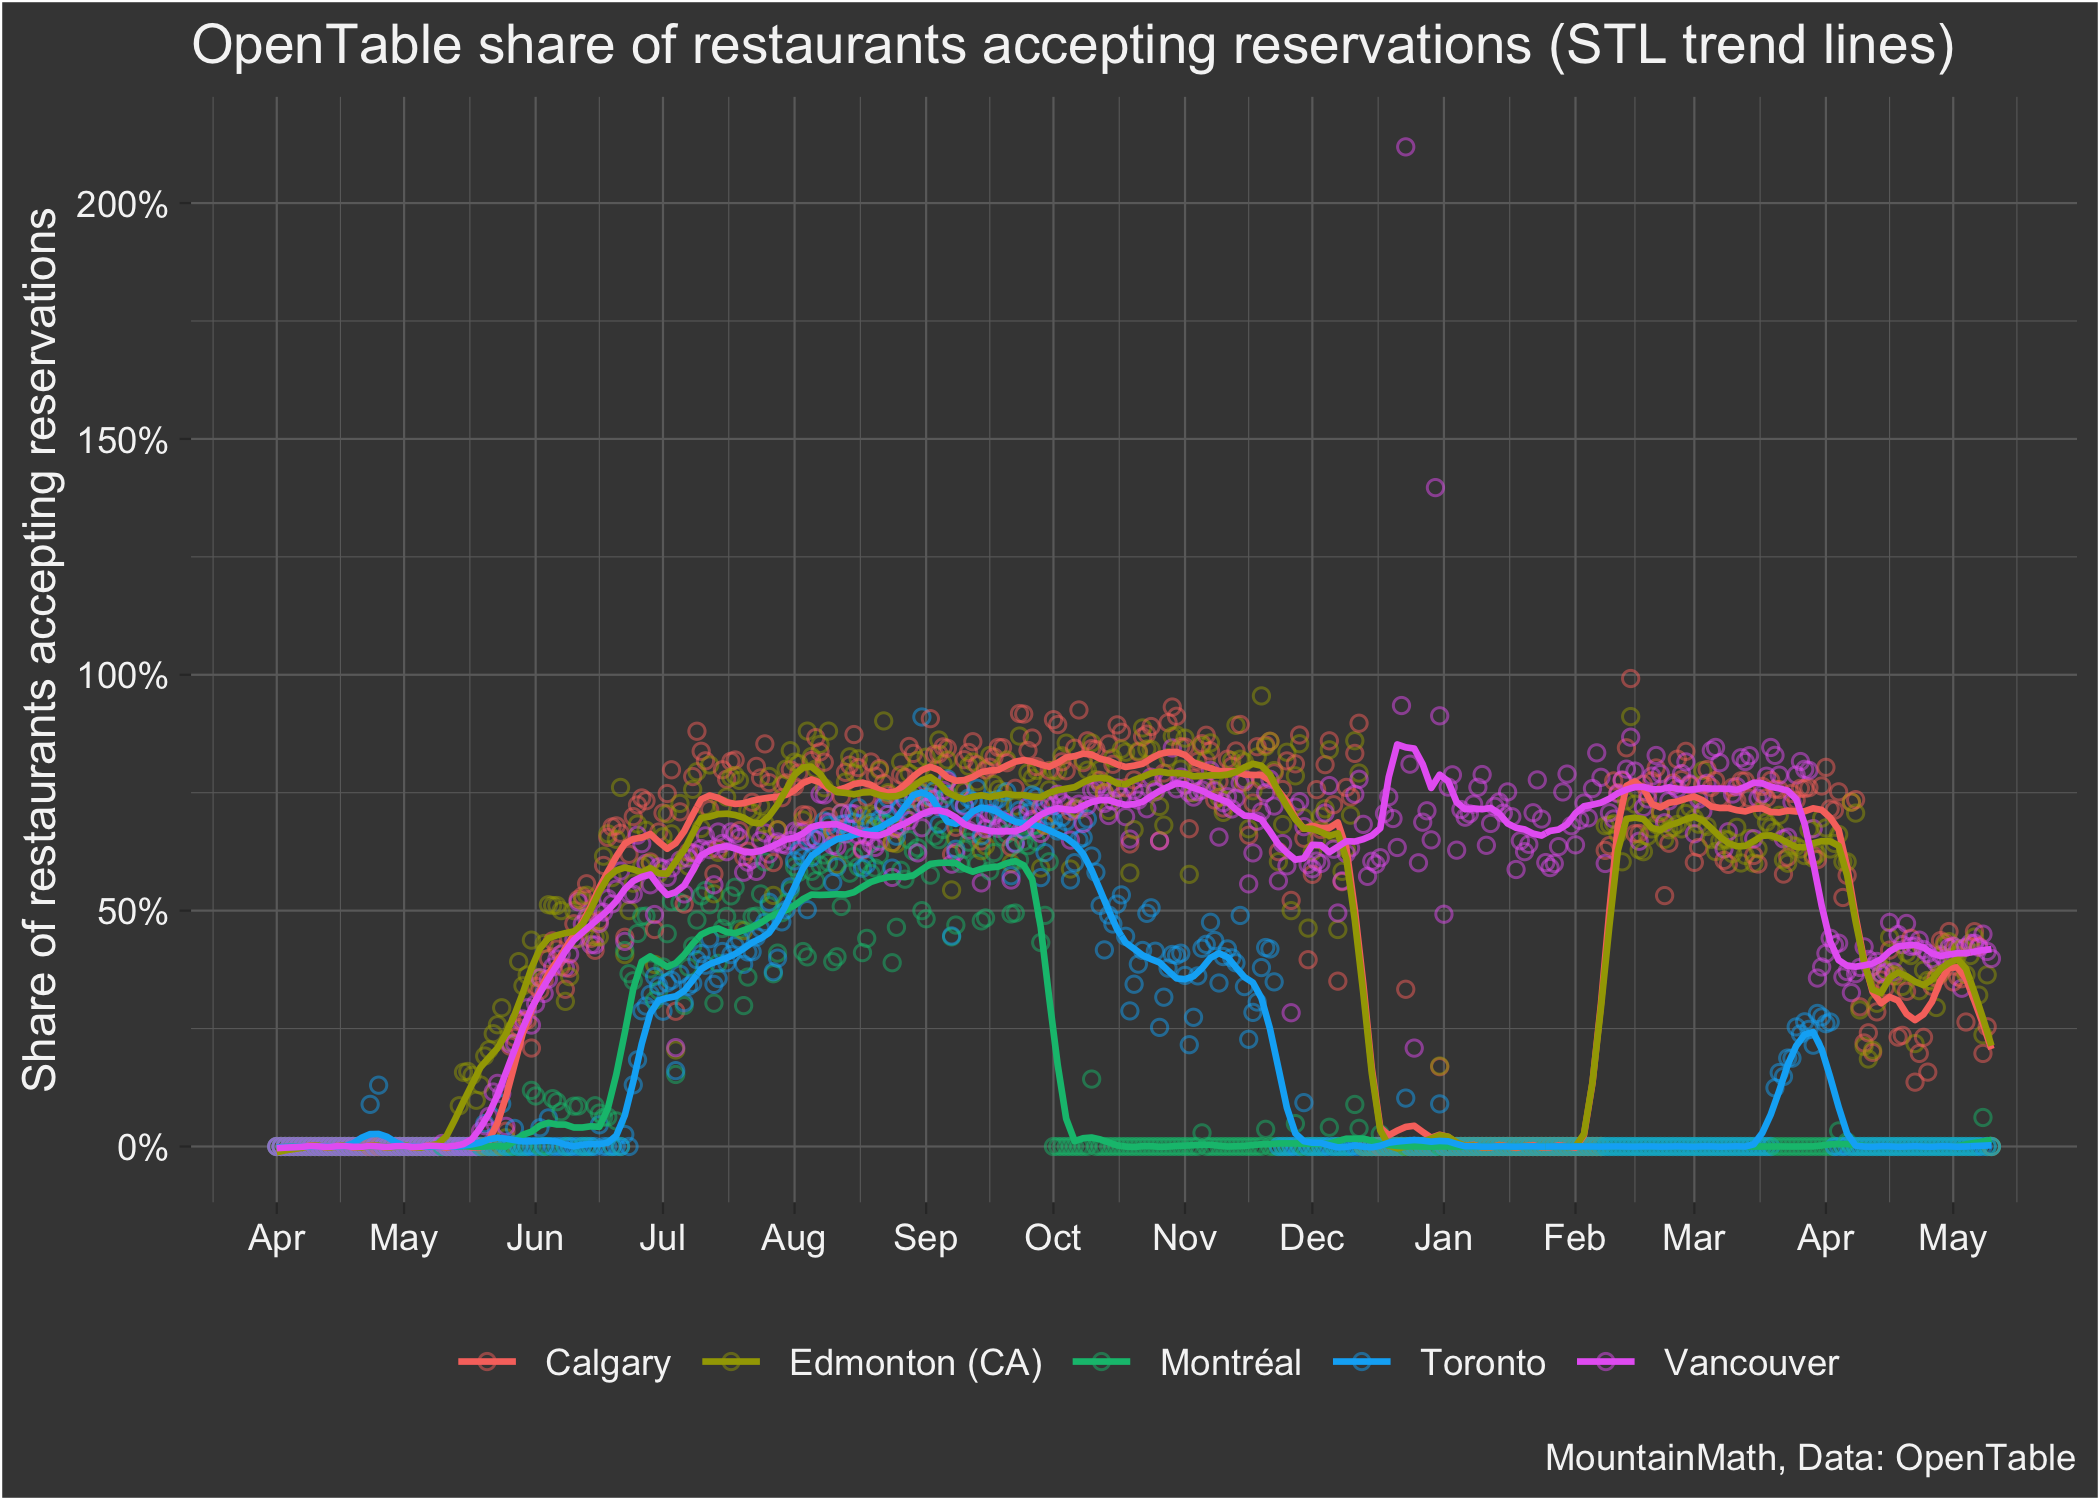 OpenTable share of restaurants accepting reservations (STL trend lines)
Share of restaurants accepting reservations
200%
150%
100%
50%
0%
Apr May Jun Jul Aug Sep Oct Nov Dec Jan Feb Mar Apr May
Calgary Edmonton (CA) Montréal Toronto Vancouver
MountainMath, Data: OpenTable